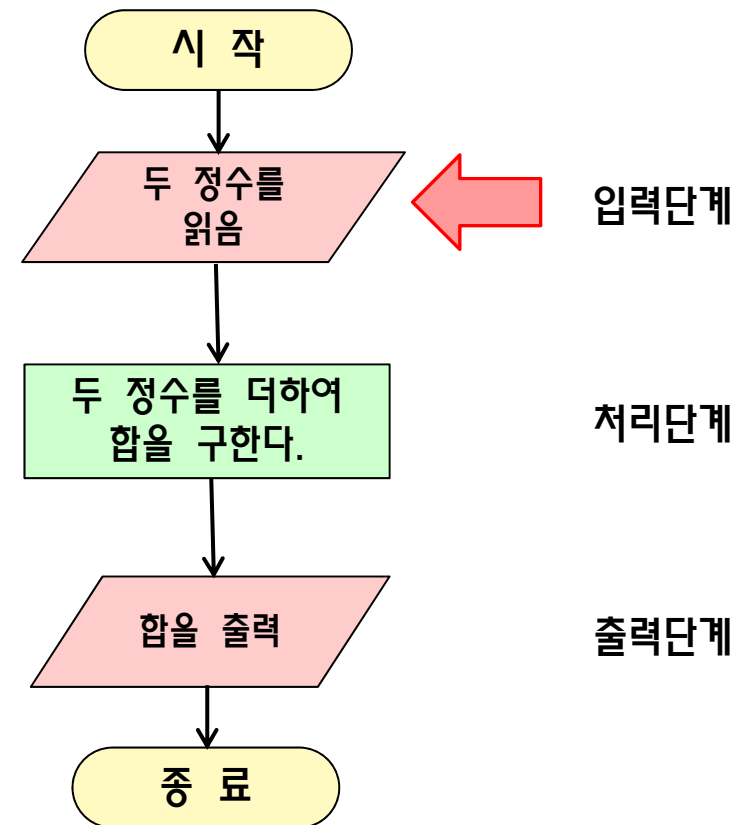 시 작
두 정수를
읽음
입력단계
두 정수를 더하여
합을 구한다.
처리단계
합을 출력
출력단계
종 료